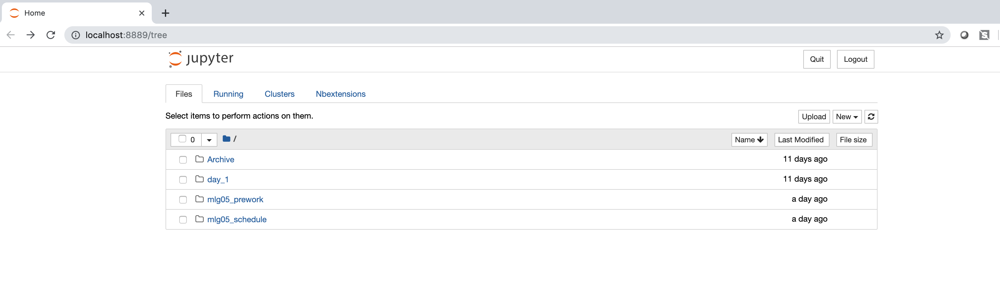 Home
localhost:8889/tree
jupyter
Quit Logout
Files Running Clusters Nbextensions
Select items to perform actions on them.
Upload New
0 / Name Last Modified File size
Archive 11 days ago
day_1 11 days ago
mlg05_prework a day ago
mlg05_schedule a day ago